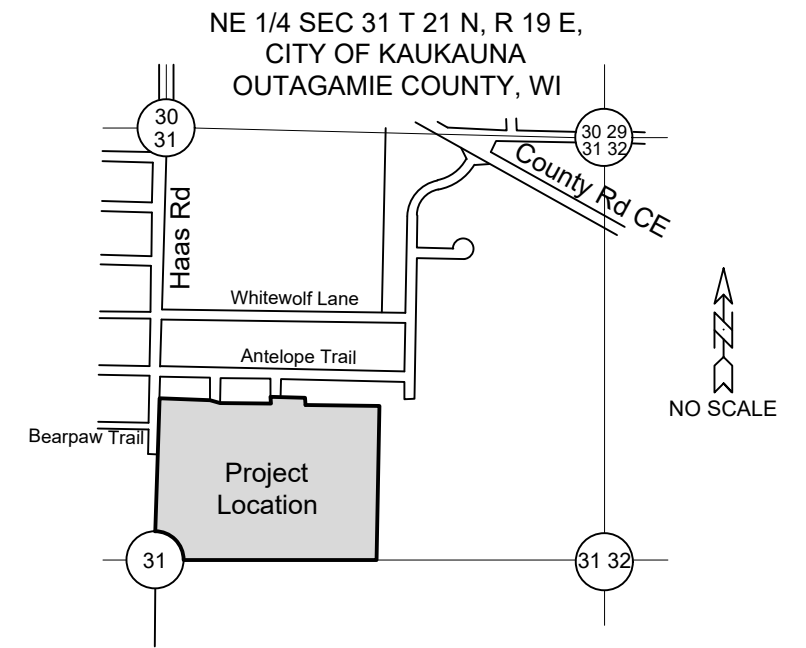 NE 1/4 SEC 31 T 21 N, R 19 E,
CITY OF KAUKAUNA
OUTAGAMIE COUNTY, WI
30
31
30 29
31 32
County Rd CE
Haas Rd
Whitewolf Lane
Antelope Trail
N
NO SCALE
Bearpaw Trail
Project
Location
31
31 32